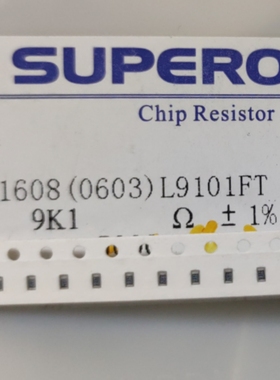 SUPERO
Chip Resistor
1608(0603)L9101FT
9K1 Ω ± 1%